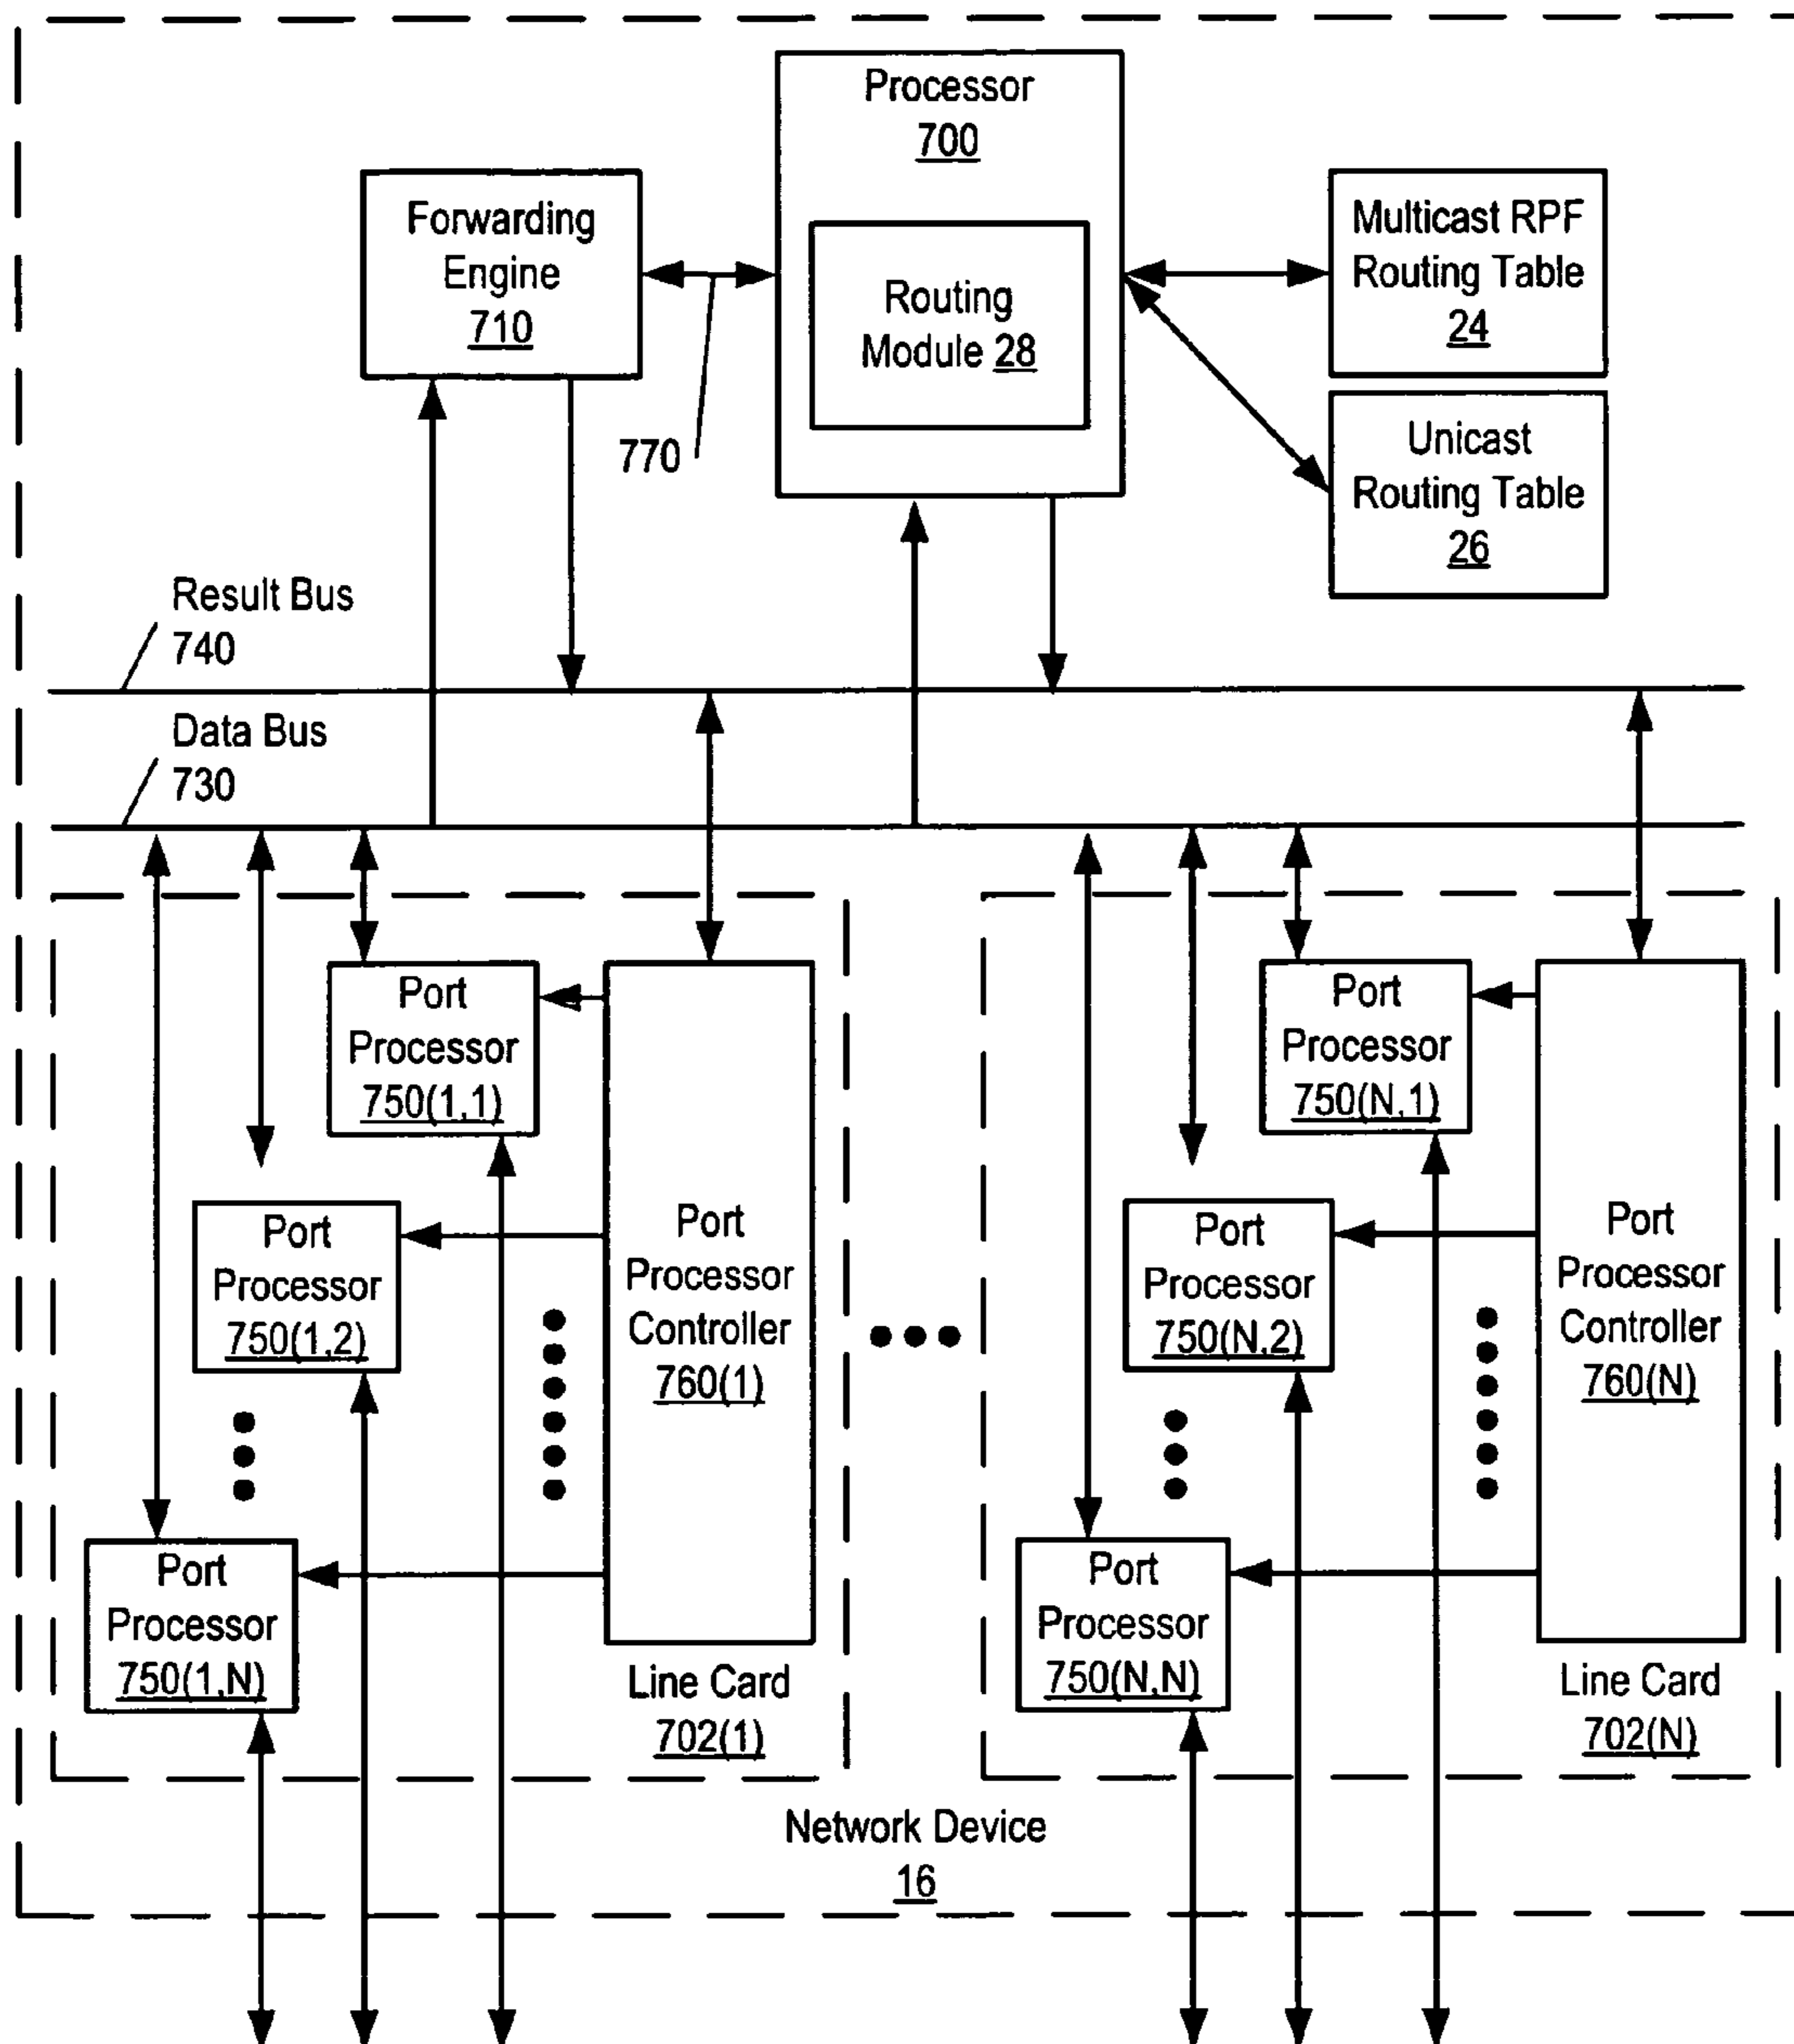 Processor
700
Forwarding
Engine
710
Routing
Module 28
Multicast RPF
Routing Table
24
770
Unicast
Routing Table
26
Result Bus
740
Data Bus
730
Port
Processor
750(1,1)
Port
Processor
750(1,2)
Port
Processor
750(1,N)
Port
Processor
Controller
760(1)
Line Card
702(1)
Port
Processor
750(N,1)
Port
Processor
750(N,2)
Port
Processor
750(N,N)
Port
Processor
Controller
760(N)
Line Card
702(N)
Network Device
16